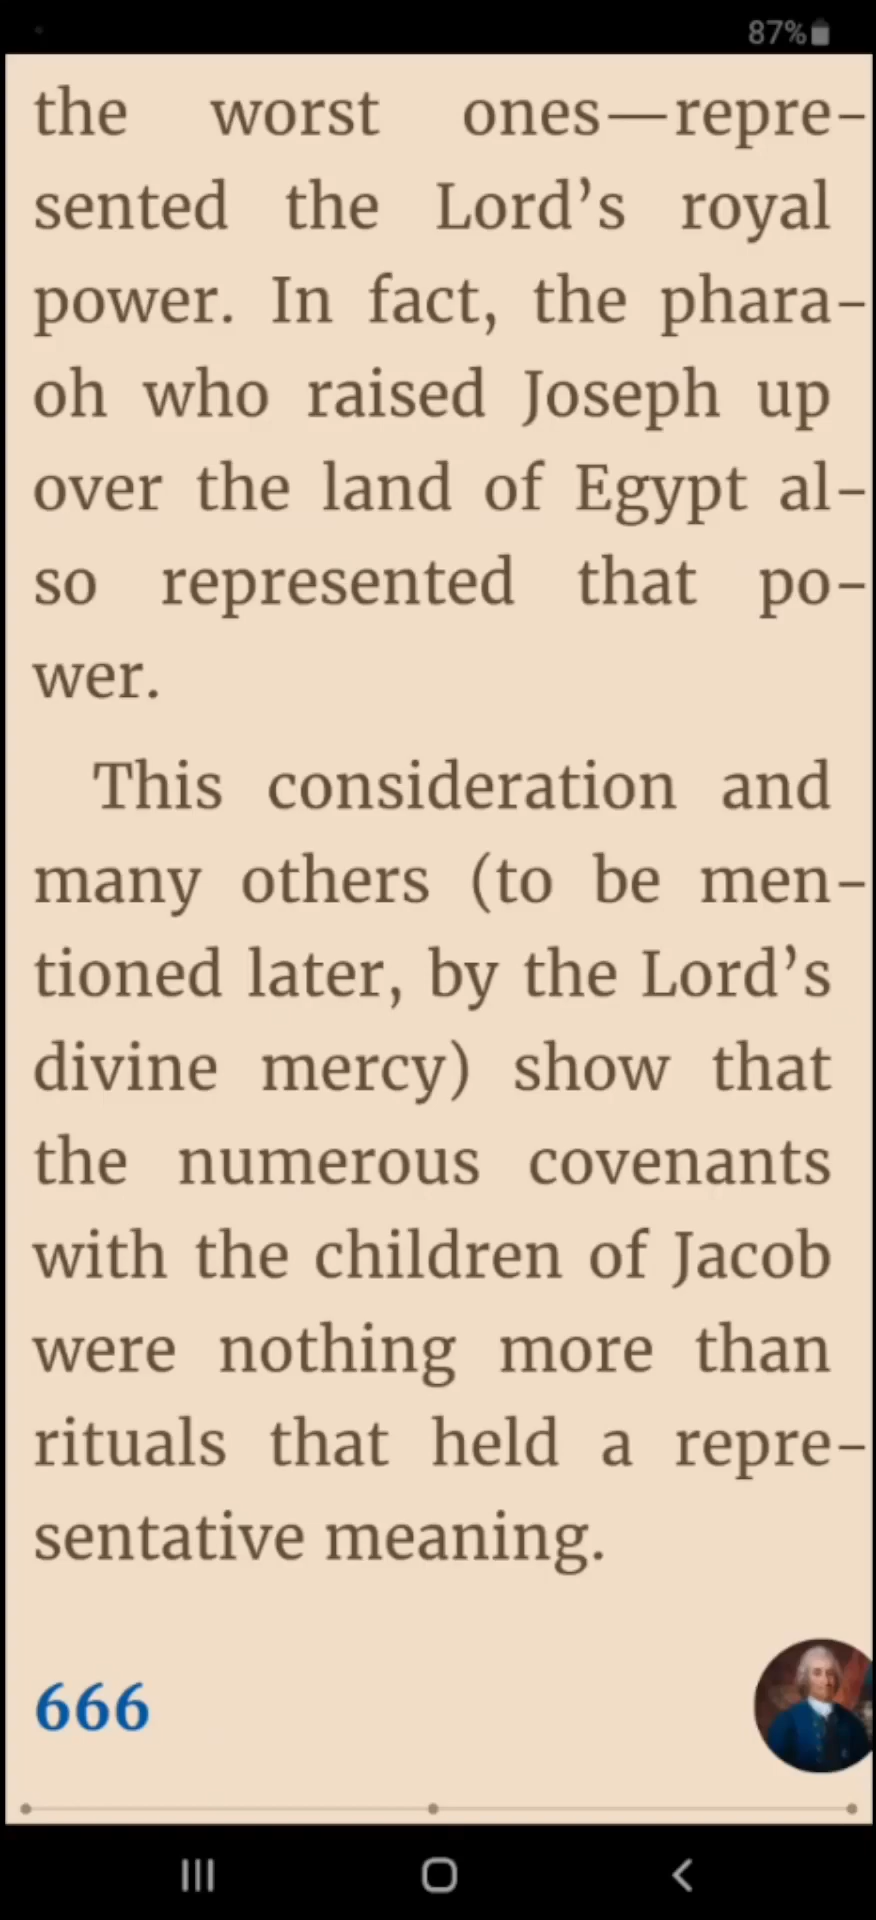 87%
the worst ones—repre-
sented the Lord’s royal
power. In fact, the phara-
oh who raised Joseph up
over the land of Egypt al-
so represented that po-
wer.
This consideration and
many others (to be men-
tioned later, by the Lord’s
divine mercy) show that
the numerous covenants
with the children of Jacob
were nothing more than
rituals that held a repre-
sentative meaning.
666